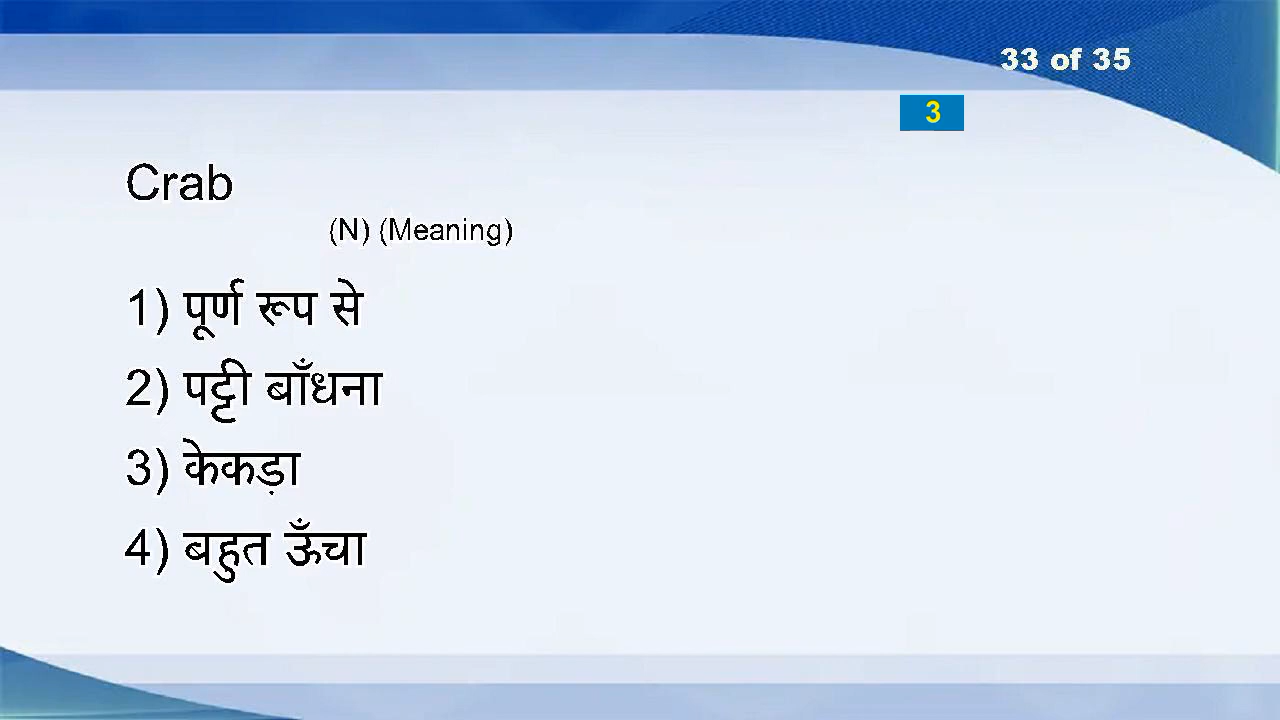 33 of 35
3
Crab
(N) (Meaning)
1) पूर्ण रूप से
2) पट्टी बाँधना
3) केकड़ा
4) बहुत ऊँचा